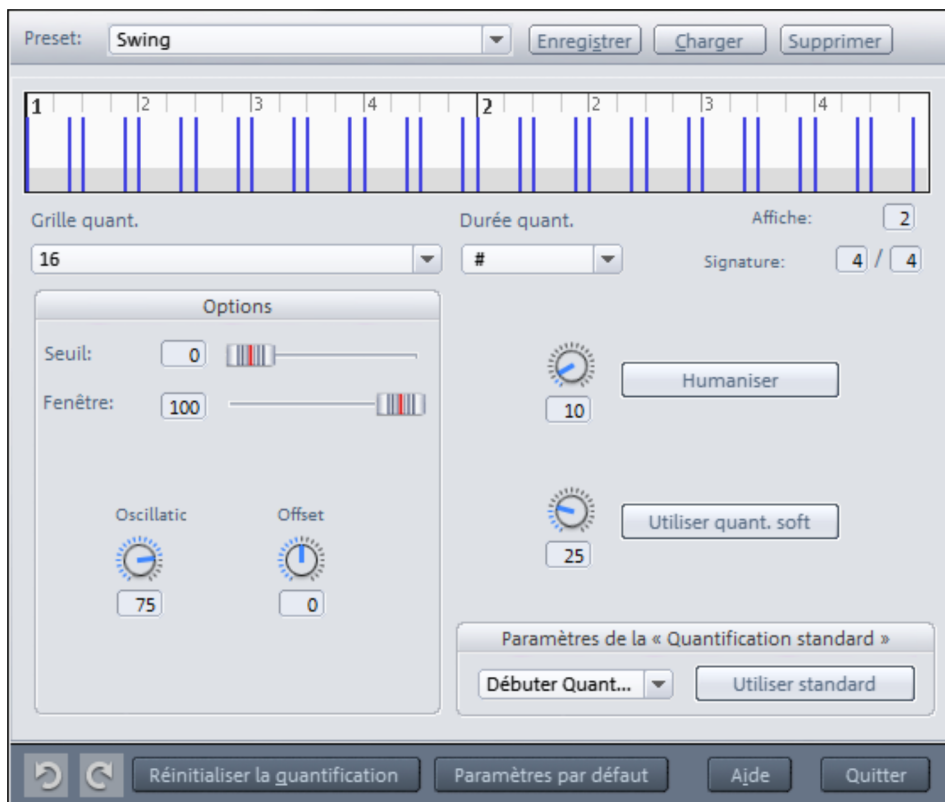 Preset: Swing Enregistrer Charger Supprimer
1 2 3 4 2 2 3 4
Grille quant. Durée quant. Affiche: 2
16 # Signature: 4 / 4
Options
Seuil: 0
Fenêtre: 100
Humaniser
10
Oscillatic Offset
Utiliser quant. soft
25
75 0
Paramètres de la « Quantification standard »
Débuter Quant... Utiliser standard
Réinitialiser la quantification Paramètres par défaut Aide Quitter